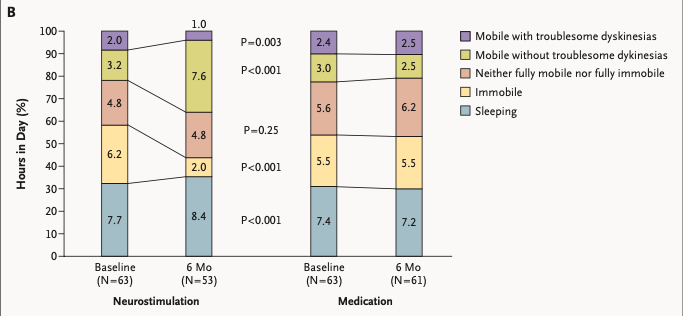 B
Hours in Day (%)
100
90
80
70
60
50
40
30
20
10
0
2.0
3.2
4.8
6.2
7.7
1.0
7.6
4.8
2.0
8.4
P=0.003
P<0.001
P=0.25
P<0.001
P<0.001
2.4
3.0
5.6
5.5
7.4
2.5
2.5
6.2
5.5
7.2
Baseline
(N=63)
6 Mo
(N=53)
Neurostimulation
Baseline
(N=63)
6 Mo
(N=61)
Medication
Mobile with troublesome dyskinesias
Mobile without troublesome dyskinesias
Neither fully mobile nor fully immobile
Immobile
Sleeping